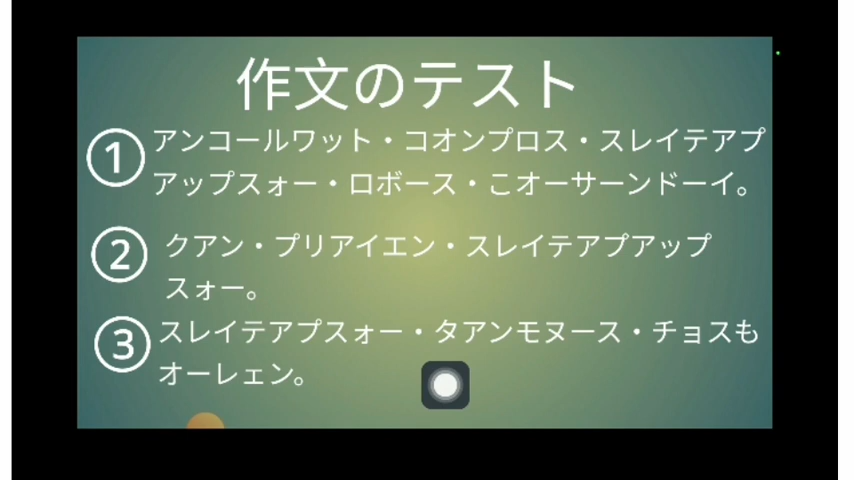 作文のテスト
① アンコールワット・コオンプロス・スレイテアプ
アップスォー・ロボース・こオーサーンドーイ。
② クアン・プリアイエン・スレイテアプアップ
スォー。
③ スレイテアプスォー・タアンモヌース・チョスも
オーレェン。